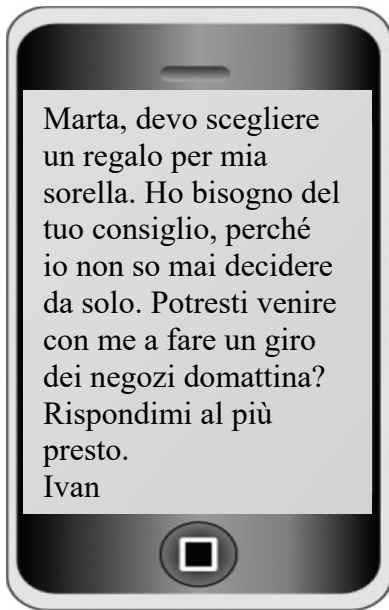 Marta, devo scegliere
un regalo per mia
sorella. Ho bisogno del
tuo consiglio, perché
io non so mai decidere
da solo. Potresti venire
con me a fare un giro
dei negozi domattina?
Rispondimi al più
presto.
Ivan